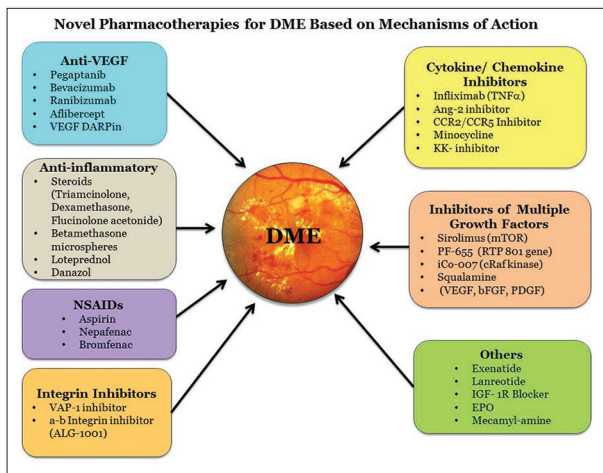 Novel Pharmacotherapies for DME Based on Mechanisms of Action
Anti-VEGF
• Pegaptanib
• Bevacizumab
• Ranibizumab
• Aflibercept
• VEGF DARPin
Anti-inflammatory
• Steroids
(Triamcinolone,
Dexamethasone,
Flucinolone acetonide)
• Betamethasone
microspheres
• Loteprednol
• Danazol
NSAIDs
• Aspirin
• Nepafenac
• Bromfenac
Integrin Inhibitors
• VAP-1 inhibitor
• a-b Integrin inhibitor
(ALG-1001)
DME
Cytokine/ Chemokine
Inhibitors
• Infliximab (TNFα)
• Ang-2 inhibitor
• CCR2/CCR5 Inhibitor
• Minocycline
• KK- inhibitor
Inhibitors of Multiple
Growth Factors
• Sirolimus (mTOR)
• PF-655 (RTP 801 gene)
• iCo-007 (cRafkinase)
• Squalamine
• (VEGF, bFGF, PDGF)
Others
• Exenatide
• Lanreotide
• IGF- 1R Blocker
• EPO
• Mecamyl-amine